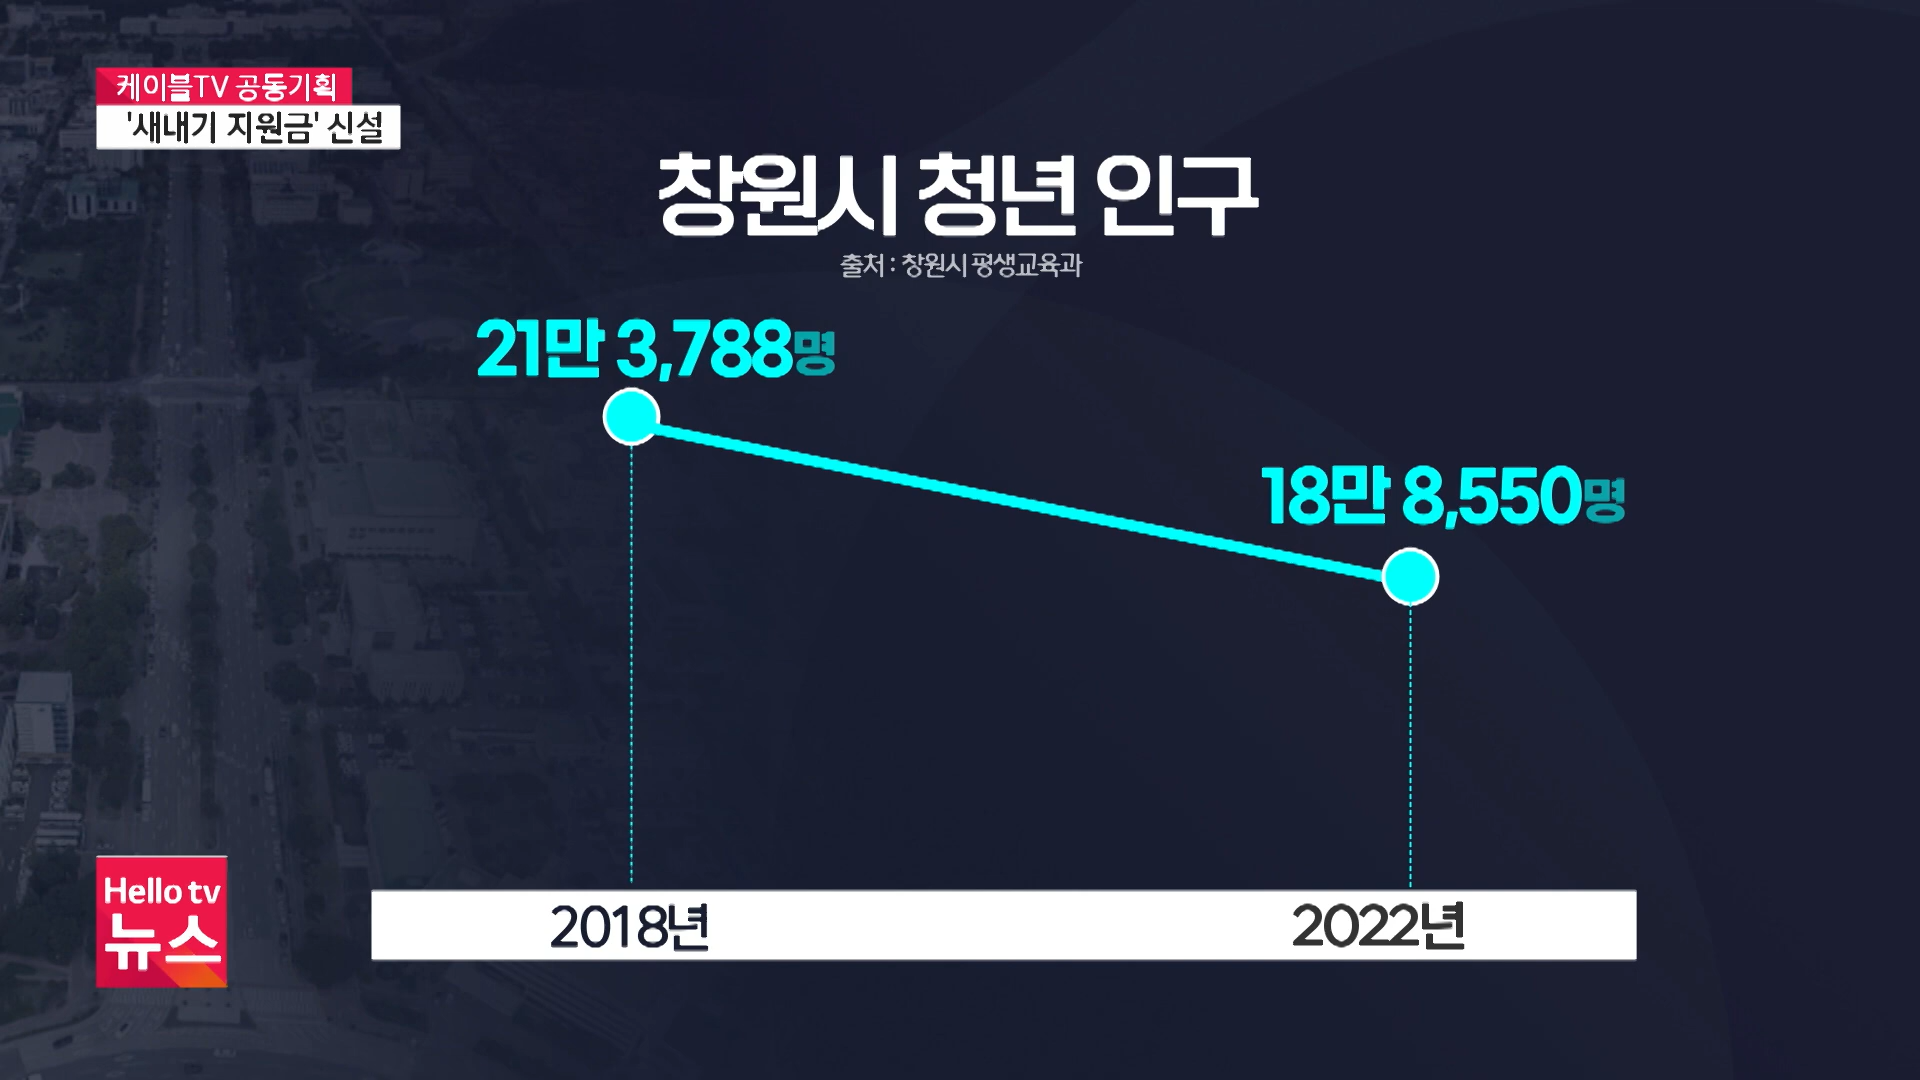 케이블TV 공동기획
'새내기 지원금' 신설
창원시 청년 인구
출처 : 창원시 평생교육과
21만 3,788명
18만 8,550명
2018년
2022년
Hello tv
뉴스